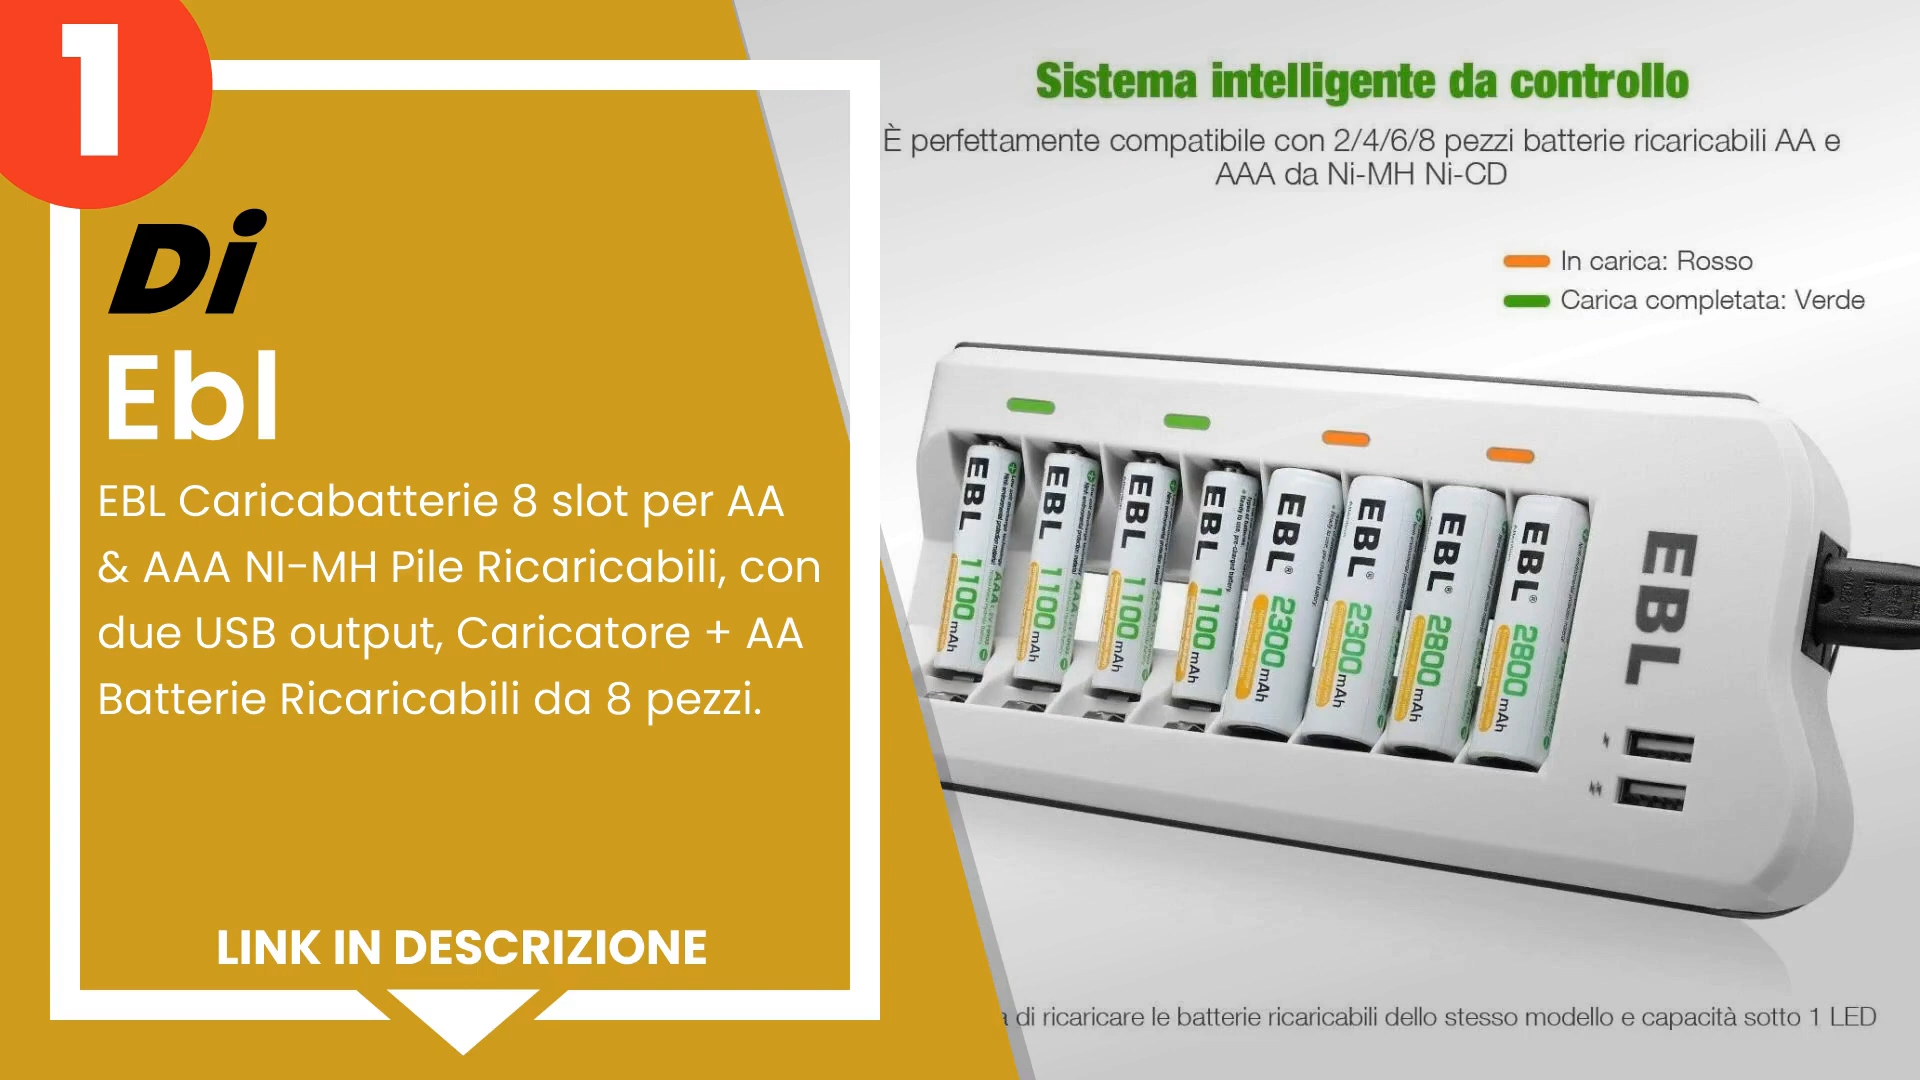 1
Di
Ebl
EBL Caricabatterie 8 slot per AA
& AAA NI-MH Pile Ricaricabili, con
due USB output, Caricatore + AA
Batterie Ricaricabili da 8 pezzi.
LINK IN DESCRIZIONE
Sistema intelligente da controllo
È perfettamente compatibile con 2/4/6/8 pezzi batterie ricaricabili AA e
AAA da Ni-MH Ni-CD
In carica: Rosso
Carica completata: Verde
EBL 1100 mAh
EBL 1100 mAh
EBL 1100 mAh
EBL 1100 mAh
EBL® 2300 mAh
EBL® 2300 mAh
EBL® 2800 mAh
EBL® 2800 mAh
EBL
di ricaricare le batterie ricaricabili dello stesso modello e capacità sotto 1 LED